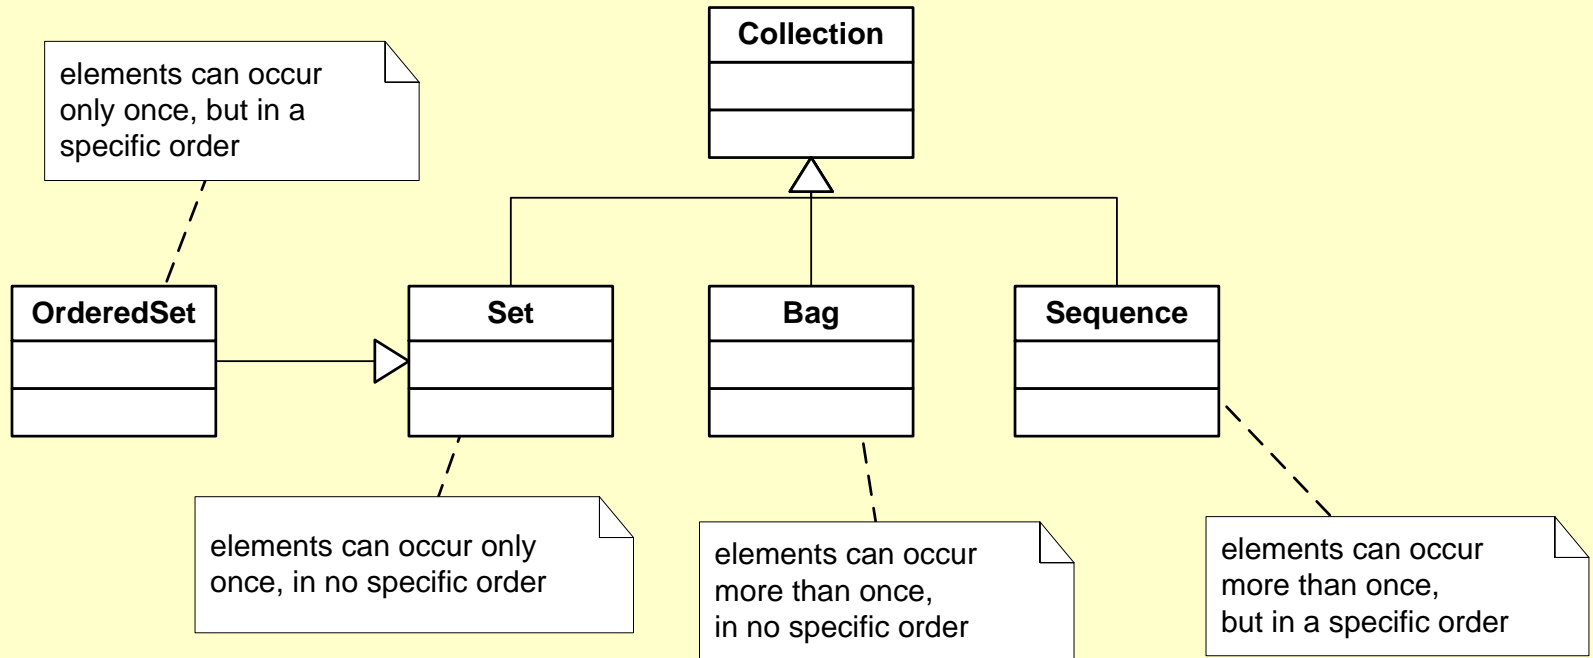 Collection
elements can occur
only once, but in a
specific order
OrderedSet
Set
Bag
Sequence
elements can occur only
once, in no specific order
elements can occur
more than once,
in no specific order
elements can occur
more than once,
but in a specific order